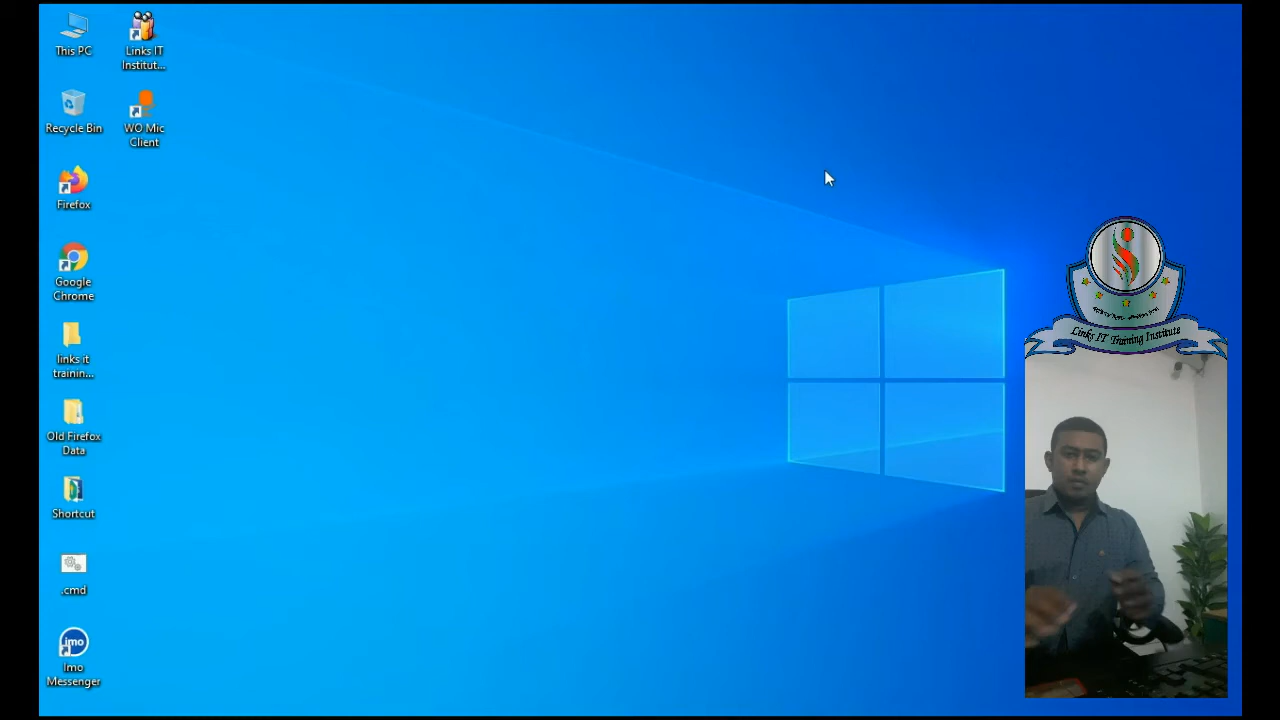 This PC
Links IT
Institut...
Recycle Bin
WO Mic
Client
Firefox
Google
Chrome
links it
trainin...
Old Firefox
Data
Shortcut
.cmd
imo
Imo
Messenger
Links IT Training Institute